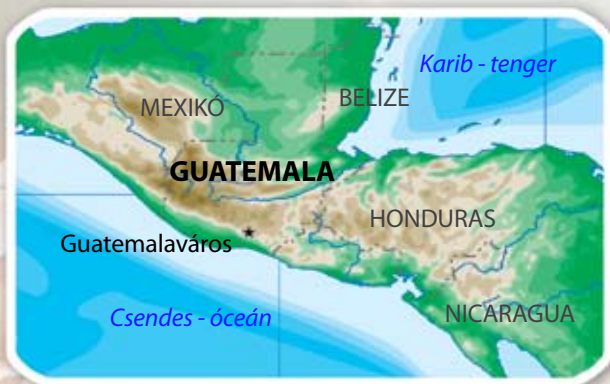 Karib - tenger
MEXIKÓ
BELIZE
GUATEMALA
HONDURAS
Guatemalaváros
Csendes - óceán
NICARAGUA